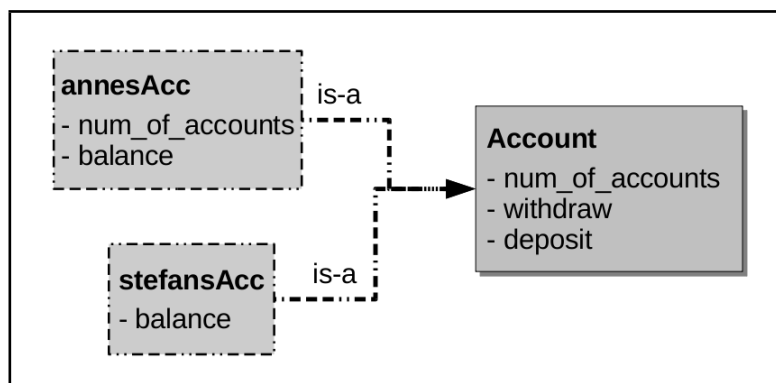 annesAcc
- num_of_accounts
- balance
is-a
Account
- num_of_accounts
- withdraw
- deposit
stefansAcc
- balance
is-a